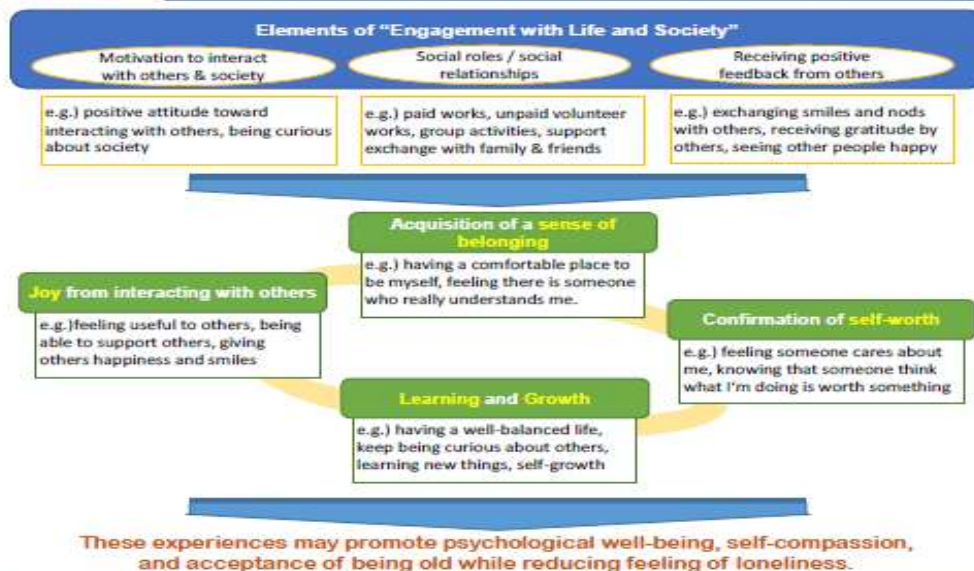 Elements of “Engagement with Life and Society”
Motivation to interact
with others & society
Social roles / social
relationships
Receiving positive
feedback from others
e.g.) positive attitude toward
interacting with others, being curious
about society
e.g.) paid works, unpaid volunteer
works, group activities, support
exchange with family & friends
e.g.) exchanging smiles and nods
with others, receiving gratitude by
others, seeing other people happy
Acquisition of a sense of
belonging
e.g.) having a comfortable place to
be myself, feeling there is someone
who really understands me.
Joy from interacting with others
e.g.)feeling useful to others, being
able to support others, giving
others happiness and smiles
Confirmation of self-worth
e.g.) feeling someone cares about
me, knowing that someone think
what I'm doing is worth something
Learning and Growth
e.g.) having a well-balanced life,
keep being curious about others,
learning new things, self-growth
These experiences may promote psychological well-being, self-compassion,
and acceptance of being old while reducing feeling of loneliness.